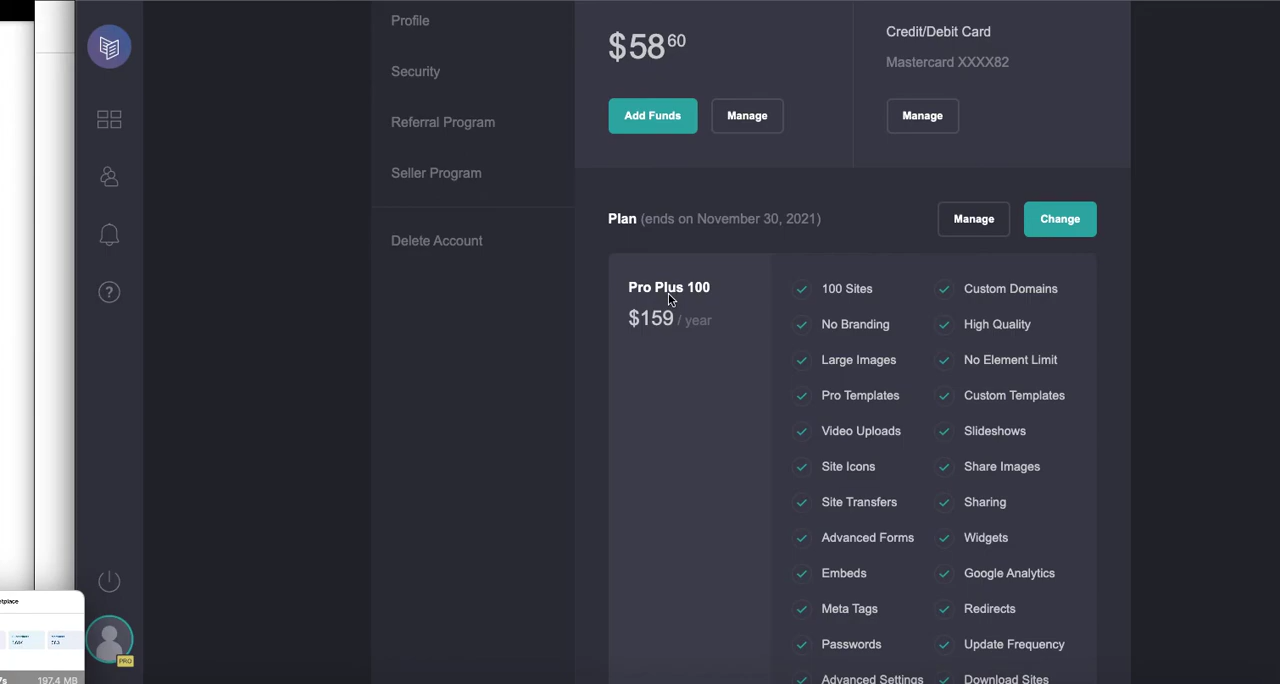 Profile
Security
Referral Program
Seller Program
Delete Account
$58 60
Add Funds
Manage
Credit/Debit Card
Mastercard XXXX82
Manage
Plan (ends on November 30, 2021)
Manage
Change
Pro Plus 100
$159 / year
100 Sites
Custom Domains
No Branding
High Quality
Large Images
No Element Limit
Pro Templates
Custom Templates
Video Uploads
Slideshows
Site Icons
Share Images
Site Transfers
Sharing
Advanced Forms
Widgets
Embeds
Google Analytics
Meta Tags
Redirects
Passwords
Update Frequency
Advanced Settings
Download Sites
PRO
etplace
197.4 MB